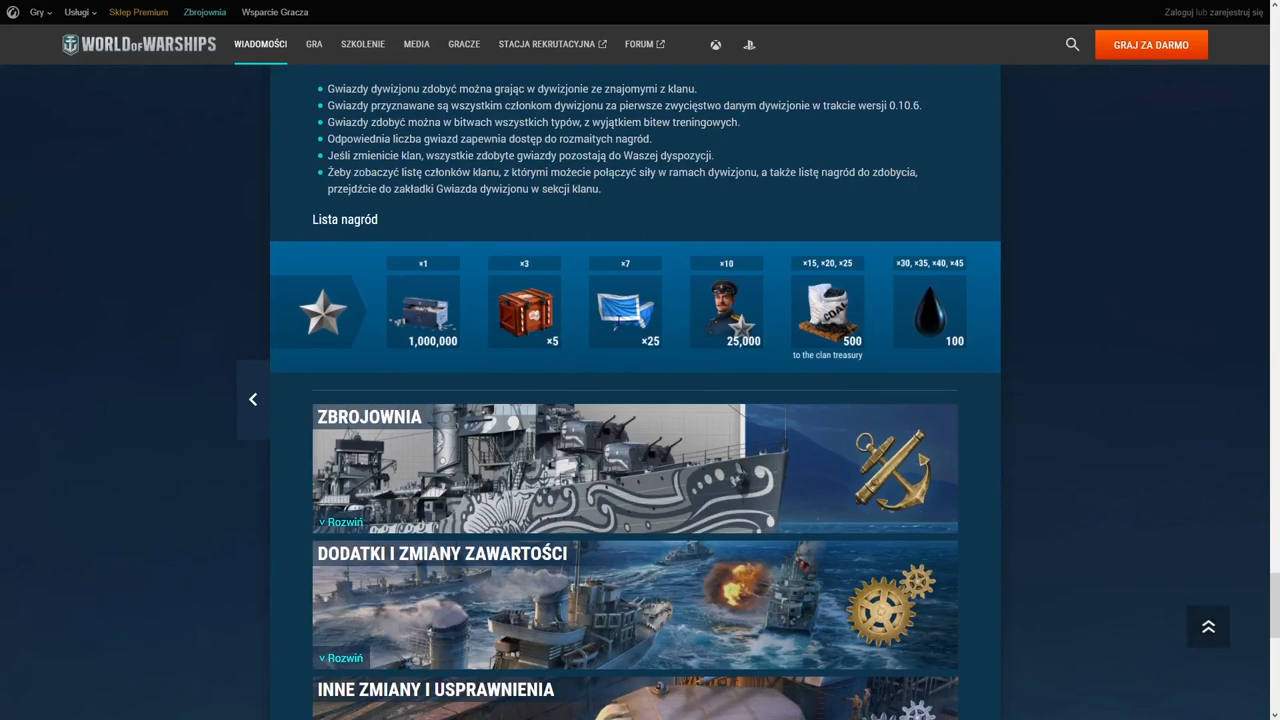 Gry
Usługi
Sklep Premium
Zbrojownia
Wsparcie Gracza
Zaloguj lub zarejestruj się
WORLD OF WARSHIPS
WIADOMOŚCI
GRA
SZKOLENIE
MEDIA
GRACZE
STACJA REKRUTACYJNA
FORUM
GRAJ ZA DARMO
Gwiazdy dywizjonu zdobyć można grając w dywizjonie ze znajomymi z klanu.
Gwiazdy przyznawane są wszystkim członkom dywizjonu za pierwsze zwycięstwo danym dywizjonie w trakcie wersji 0.10.6.
Gwiazdy zdobyć można w bitwach wszystkich typów, z wyjątkiem bitew treningowych.
Odpowiednia liczba gwiazd zapewnia dostęp do rozmaitych nagród.
Jeśli zmienicie klan, wszystkie zdobyte gwiazdy pozostają do Waszej dyspozycji.
Żeby zobaczyć listę członków klanu, z którymi możecie połączyć siły w ramach dywizjonu, a także listę nagród do zdobycia,
przejdźcie do zakładki Gwiazda dywizjonu w sekcji klanu.
Lista nagród
×1
×3
×7
×10
×15, ×20, ×25
×30, ×35, ×40, ×45
COAL
1,000,000
×5
×25
25,000
500
100
to the clan treasury
ZBROJOWNIA
v Rozwiń
DODATKI I ZMIANY ZAWARTOŚCI
v Rozwiń
INNE ZMIANY I USPRAWNIENIA